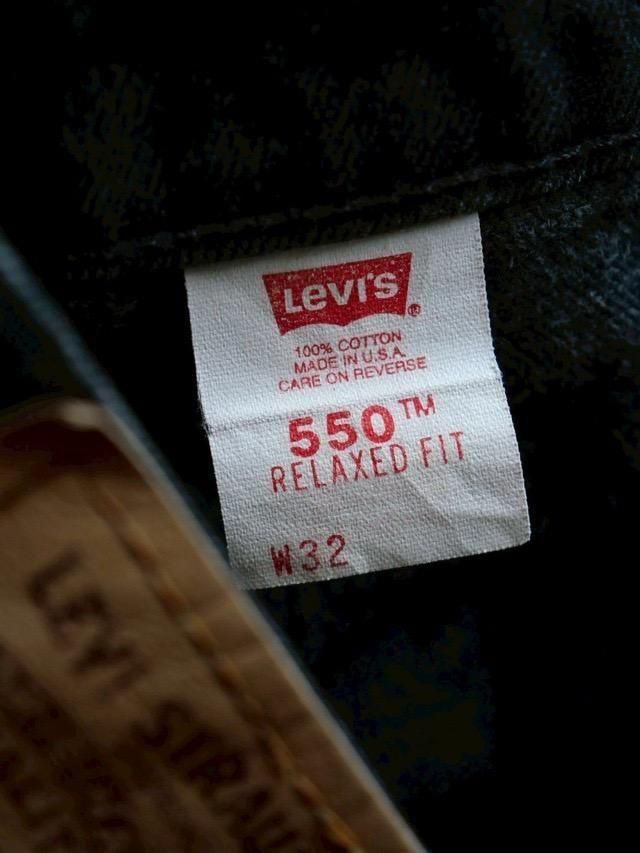 LEVI'S®
100% COTTON
MADE IN U.S.A.
CARE ON REVERSE
550™
RELAXED FIT
W32
LEVI STRAU